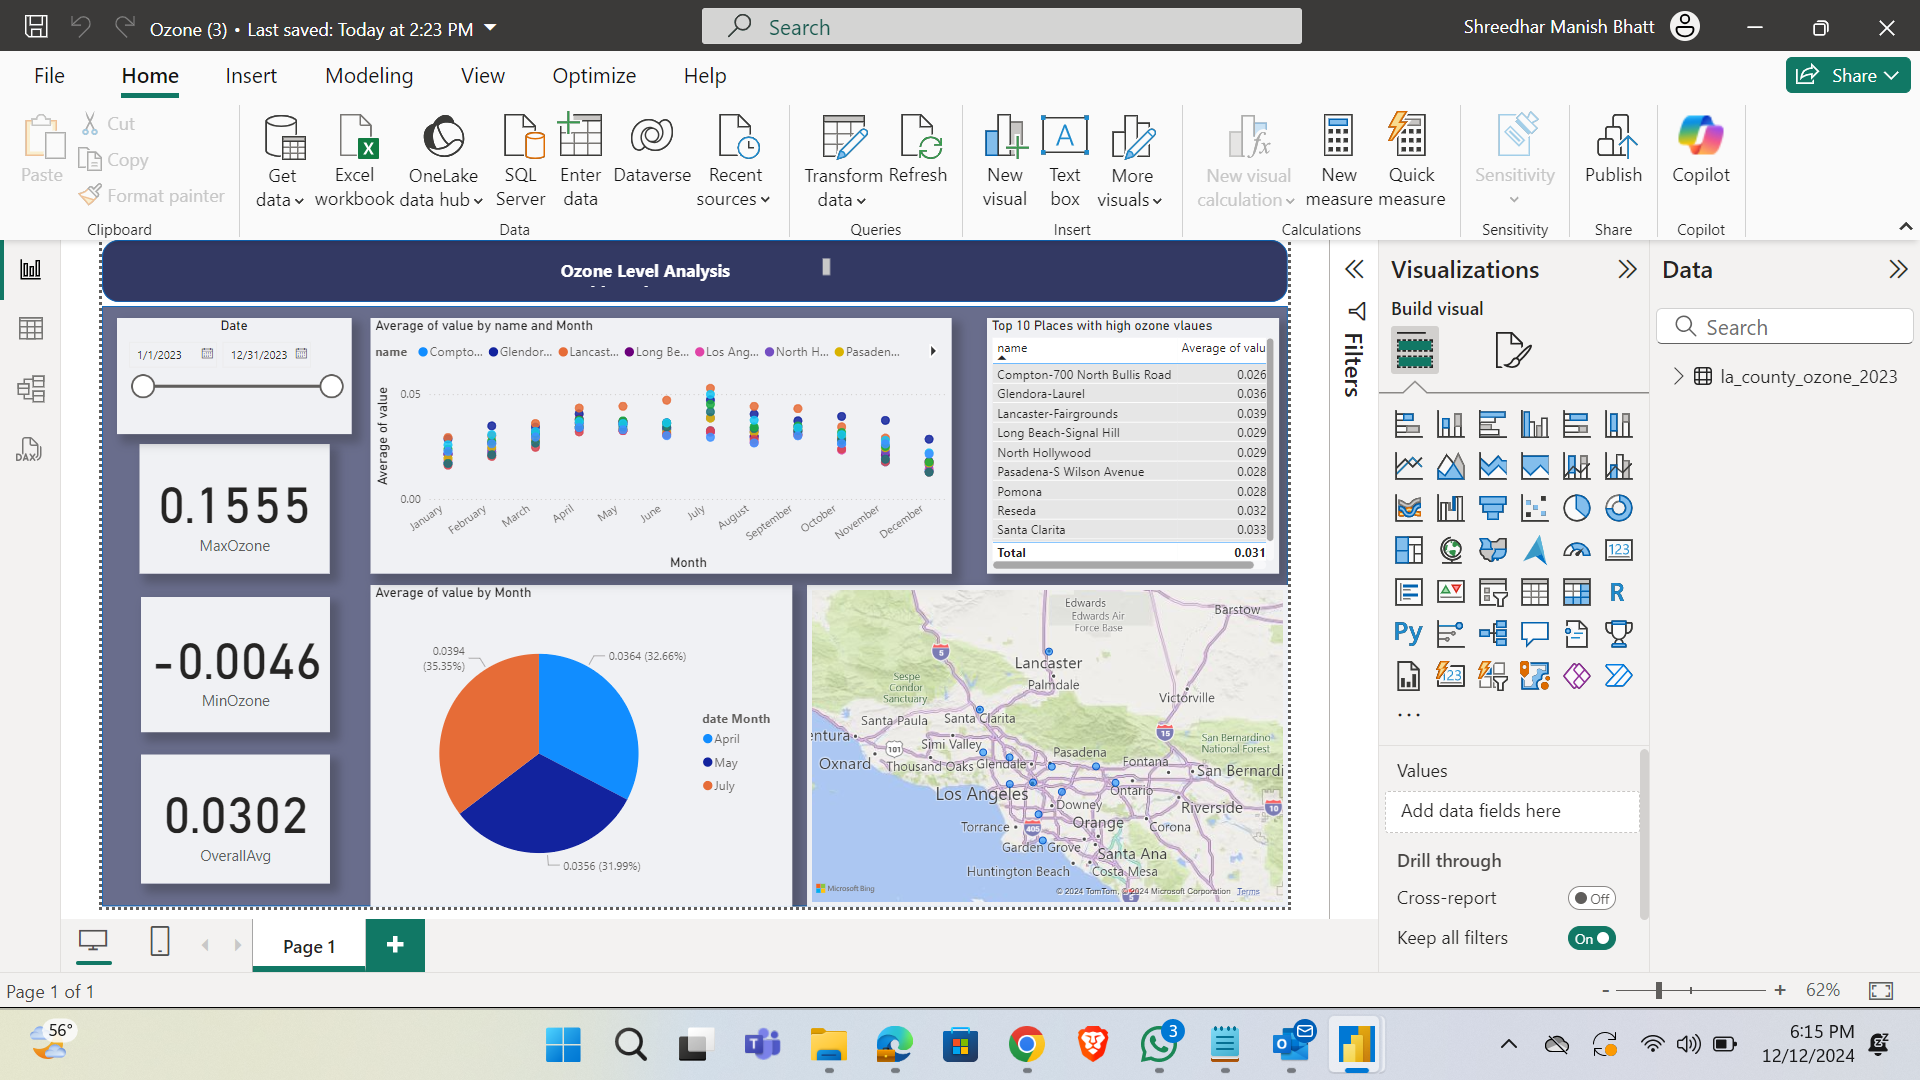 Ozone (3) • Last saved: Today at 2:23 PM
Search
Shreedhar Manish Bhatt
File
Home
Insert
Modeling
View
Optimize
Help
Share
Paste
Cut
Copy
Format painter
Clipboard
Get data
Excel workbook
OneLake data hub
SQL Server
Enter data
Dataverse
Recent sources
Data
Transform data
Refresh
Queries
New visual
Text box
More visuals
Insert
New visual calculation
New measure
Quick measure
Calculations
Sensitivity
Sensitivity
Publish
Share
Copilot
Copilot
Ozone Level Analysis
Date
1/1/2023
12/31/2023
0.1555
MaxOzone
-0.0046
MinOzone
0.0302
OverallAvg
Average of value by name and Month
name Compto... Glendor... Lancast... Long Be... Los Ang... North H... Pasaden...
Average of value
0.05
0.00
January
February
March
April
May
June
July
August
September
October
November
December
Month
Top 10 Places with high ozone vlaues
name Average of valu
Compton-700 North Bullis Road 0.026
Glendora-Laurel 0.036
Lancaster-Fairgrounds 0.039
Long Beach-Signal Hill 0.029
North Hollywood 0.029
Pasadena-S Wilson Avenue 0.028
Pomona 0.028
Reseda 0.032
Santa Clarita 0.033
Total 0.031
Average of value by Month
0.0394
(35.35%)
0.0364 (32.66%)
0.0356 (31.99%)
date Month
April
May
July
Edwards
Edwards Air
Force Base
Barstow
5
Lancaster
Palmdale
Sespe
Condor
Sanctuary
Victorville
Santa Paula
Santa Clarita
15
entura
101
Simi Valley
San Bernardino
National Forest
Pasadena
Oxnard
Thousand Oaks
Glendale
Fontana
San Bernardi
Los Angeles
Ontario
Downey
Riverside
10
Torrance
405
Orange
Corona
Garden Grove
Santa Ana
Huntington Beach
Costa Mesa
5
Microsoft Bing
© 2024 TomTom, © 2024 Microsoft Corporation Terms
Filters
Visualizations
Build visual
123
R
Py
123
...
Values
Add data fields here
Drill through
Cross-report
Off
Keep all filters
On
Data
Search
la_county_ozone_2023
DAX
Page 1
+
Page 1 of 1
- + 62%
56°
T
3
O
6:15 PM
12/12/2024